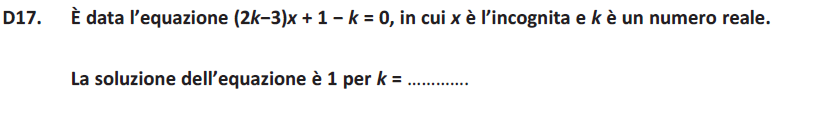 D17. È data l'equazione (2k−3)x + 1 − k = 0, in cui x è l'incognita e k è un numero reale.
La soluzione dell'equazione è 1 per k = .............